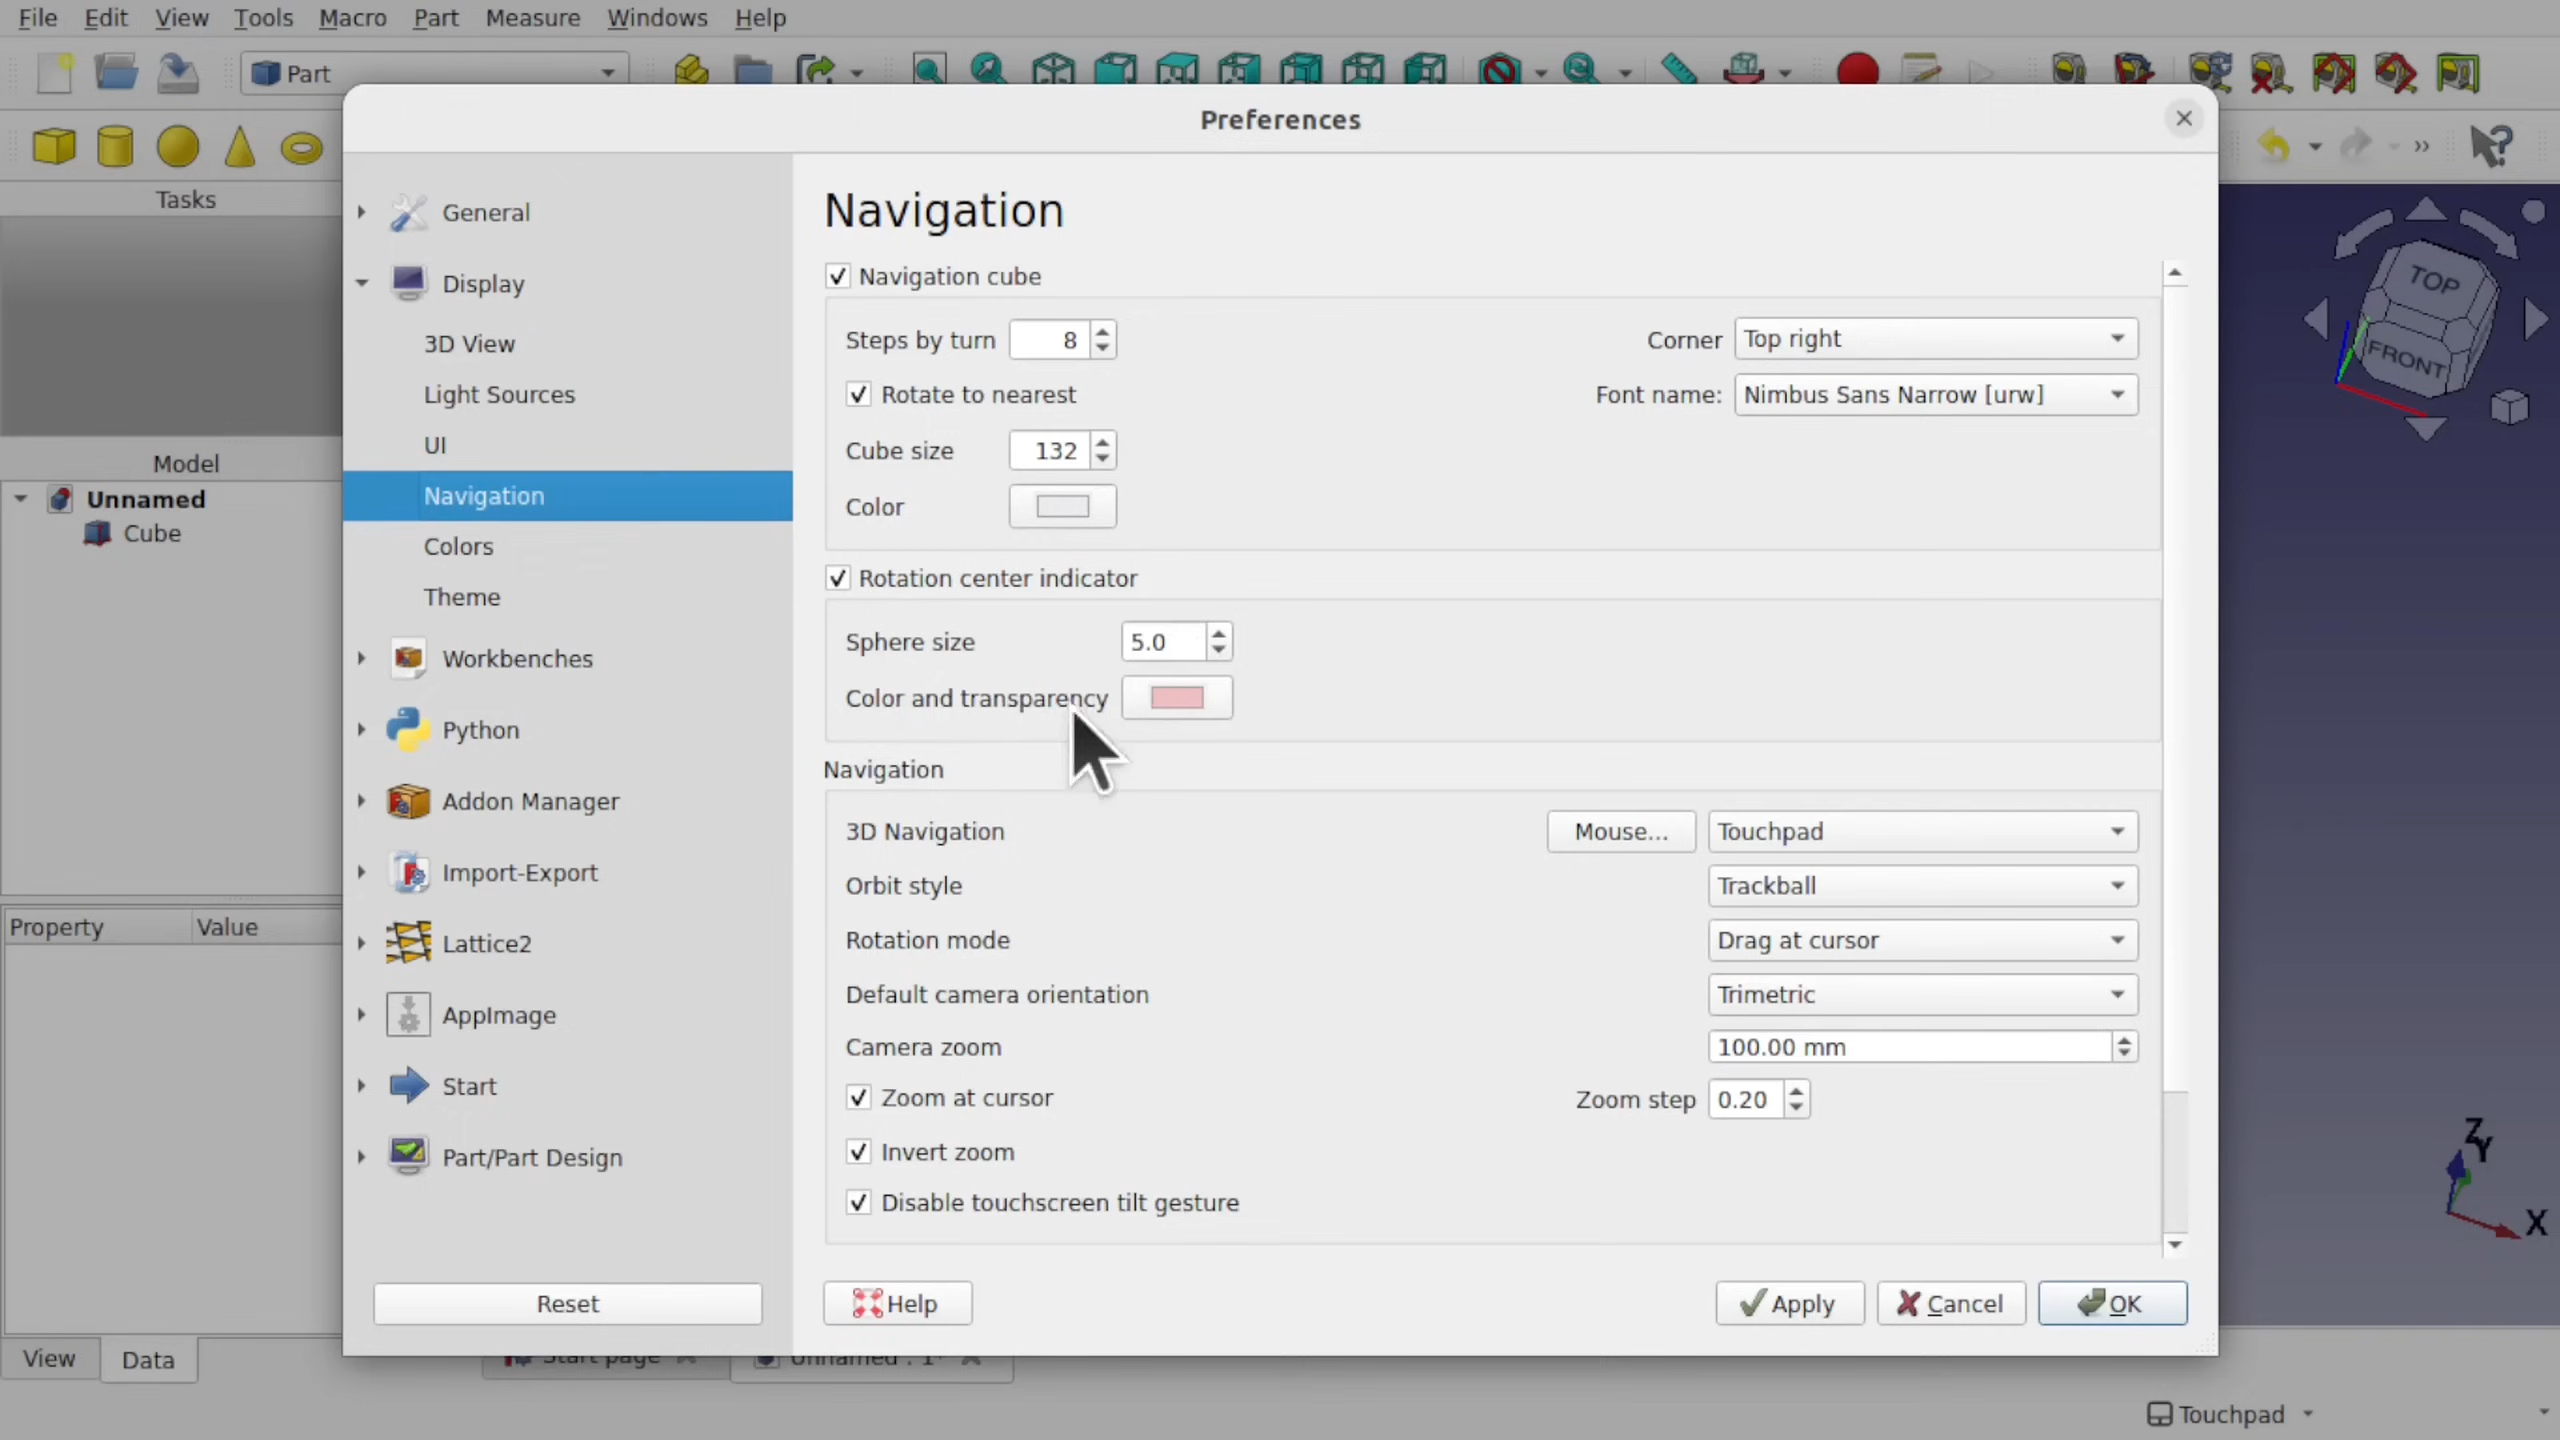 File Edit View Tools Macro Part Measure Windows Help
Part
Preferences
Tasks
Model
Unnamed
Cube
Property Value
View Data
General
Display
3D View
Light Sources
UI
Navigation
Colors
Theme
Workbenches
Python
Addon Manager
Import-Export
Lattice2
AppImage
Start
Part/Part Design
Reset
Navigation
Navigation cube
Steps by turn 8 Corner Top right
Rotate to nearest Font name: Nimbus Sans Narrow [urw]
Cube size 132
Color
Rotation center indicator
Sphere size 5.0
Color and transparency
Navigation
3D Navigation Mouse... Touchpad
Orbit style Trackball
Rotation mode Drag at cursor
Default camera orientation Trimetric
Camera zoom 100.00 mm
Zoom at cursor Zoom step 0.20
Invert zoom
Disable touchscreen tilt gesture
Help Apply Cancel OK
TOP
FRONT
Z
Y
X
Start page Unnamed : 1*
Touchpad